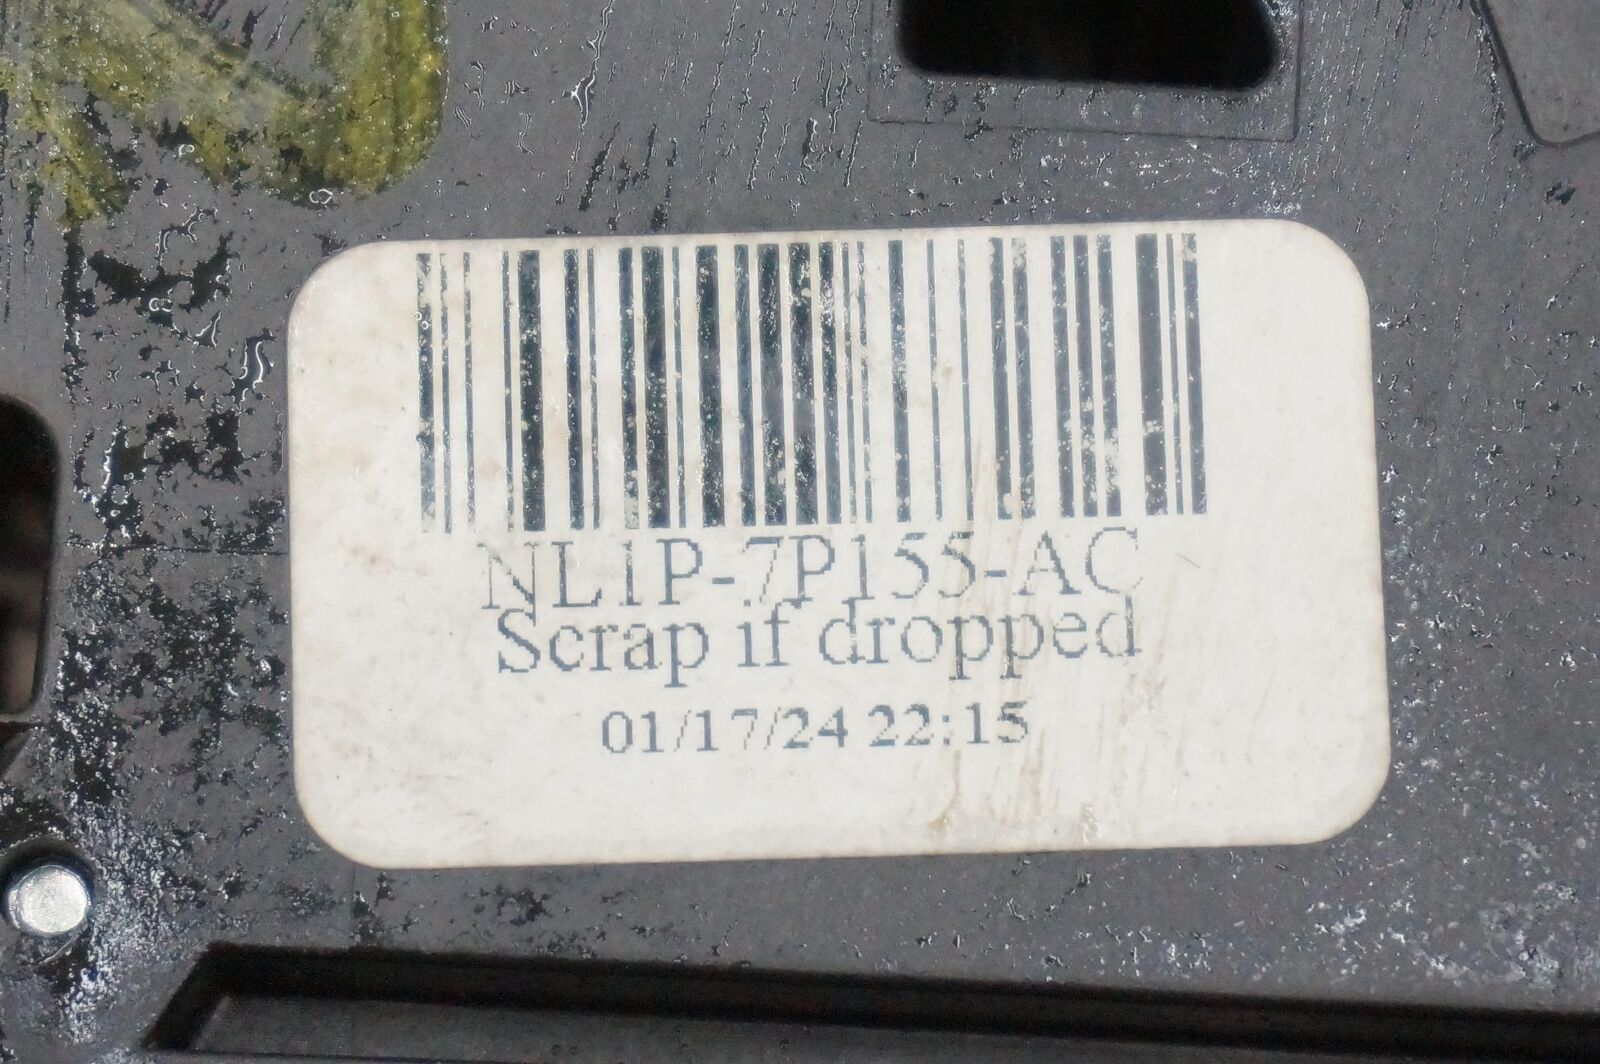 NL1P-7P155-AC
Scrap if dropped
01/17/24 22:15